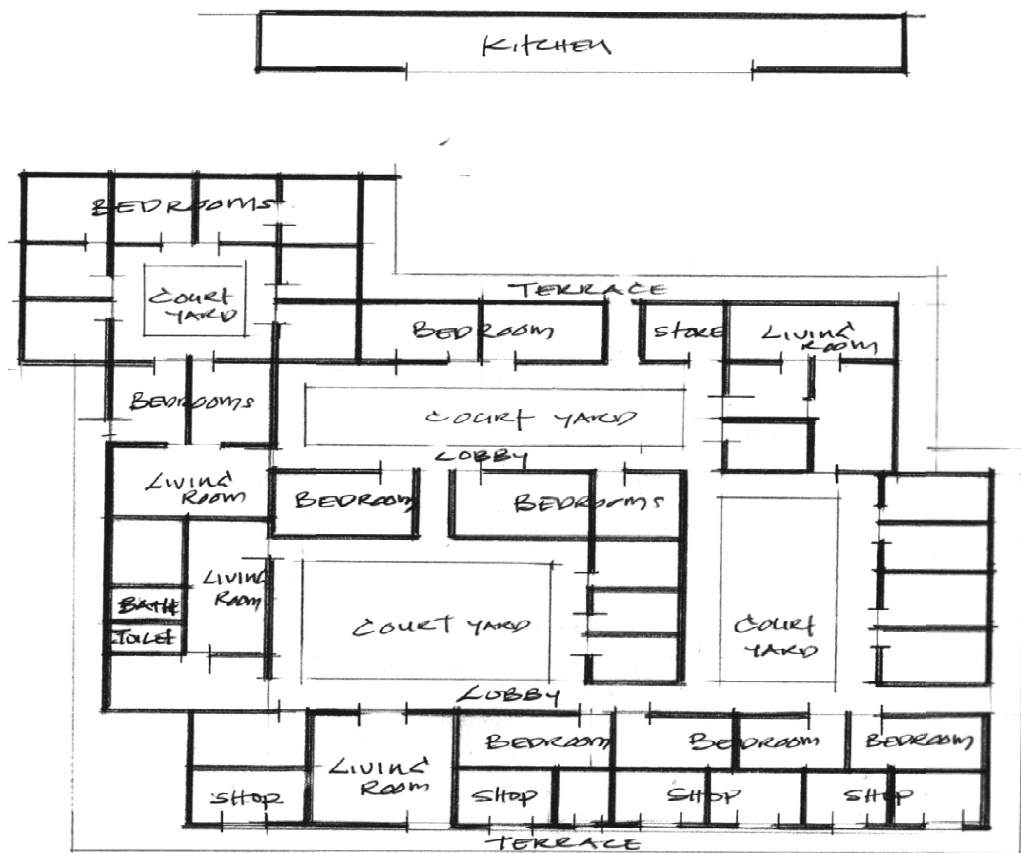 KITCHEN
BEDROOMS
COURT
YARD
TERRACE
BEDROOM
STORE
LIVING
ROOM
BEDROOMS
COURT YARD
LOBBY
LIVING
ROOM
BEDROOM
BEDROOMS
LIVING
ROOM
BATH
TOILET
COURT YARD
COURT
YARD
LOBBY
BEDROOM
BEDROOM
BEDROOM
LIVING
ROOM
SHOP
SHOP
SHOP
SHOP
TERRACE